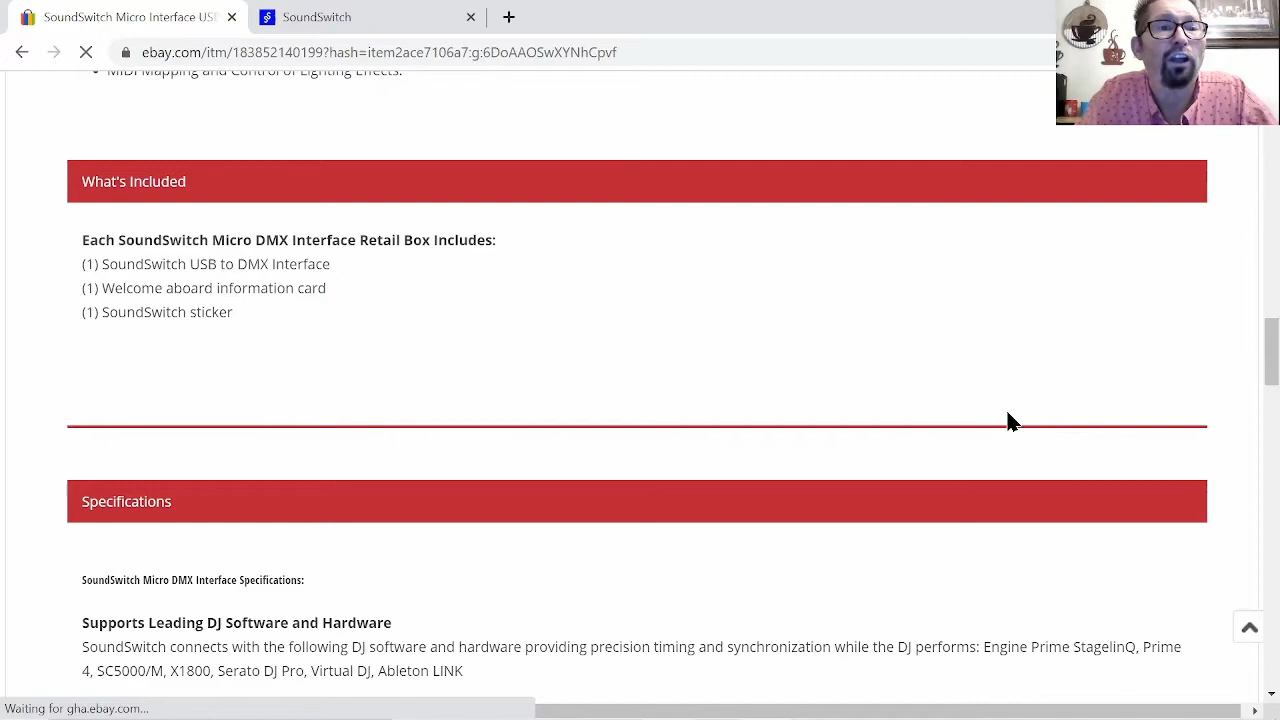 SoundSwitch Micro Interface USB
SoundSwitch
ebay.com/itm/183852140199?hash=item2ace7106a7:g:6DoAAOSwXYNhCpvf
MIDI Mapping and Control of Lighting Effects.
What's Included
Each SoundSwitch Micro DMX Interface Retail Box Includes:
(1) SoundSwitch USB to DMX Interface
(1) Welcome aboard information card
(1) SoundSwitch sticker
Specifications
SoundSwitch Micro DMX Interface Specifications:
Supports Leading DJ Software and Hardware
SoundSwitch connects with the following DJ software and hardware providing precision timing and synchronization while the DJ performs: Engine Prime StagelinQ, Prime
4, SC5000/M, X1800, Serato DJ Pro, Virtual DJ, Ableton LINK
Waiting for gha.ebay.com...